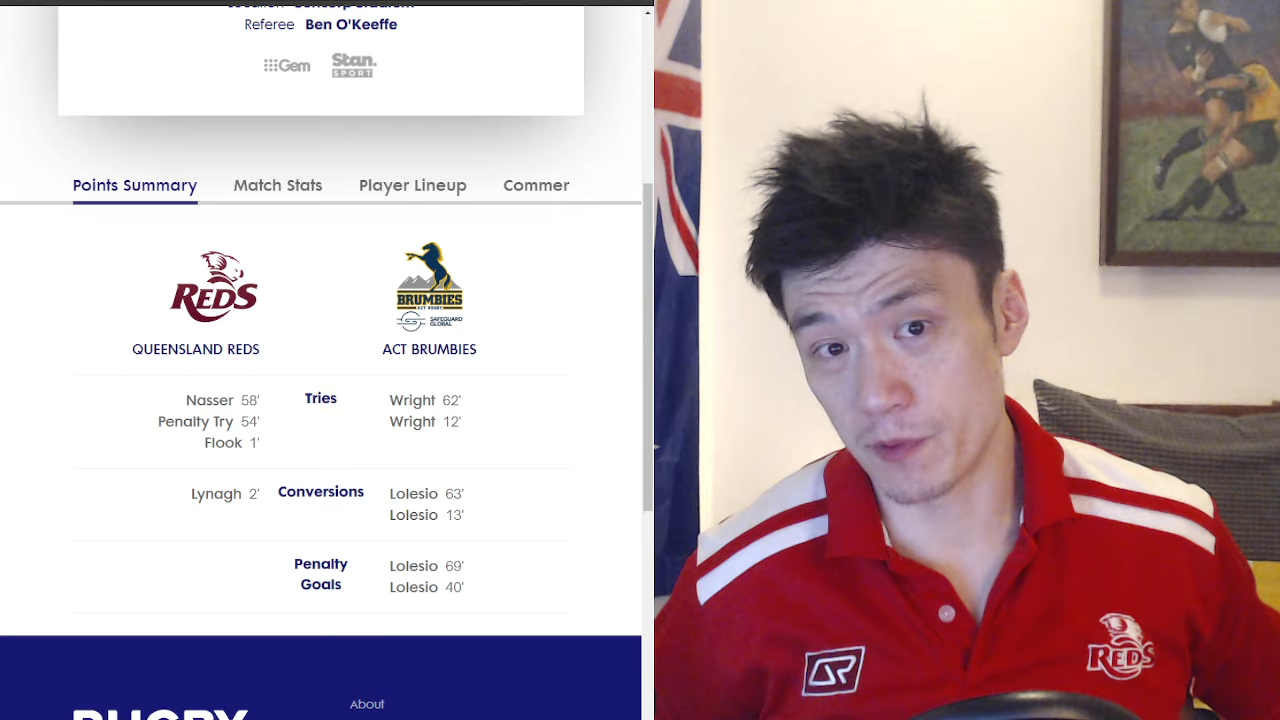 Referee Ben O'Keeffe
Gem Stan.
SPORT
Points Summary Match Stats Player Lineup Commer
REDS BRUMBIES
ACT RUGBY
SAFEGUARD
GLOBAL
QUEENSLAND REDS ACT BRUMBIES
Nasser 58' Tries Wright 62'
Penalty Try 54' Wright 12'
Flook 1'
Lynagh 2' Conversions Lolesio 63'
Lolesio 13'
Penalty Lolesio 69'
Goals Lolesio 40'
About
RUGBY
REDS